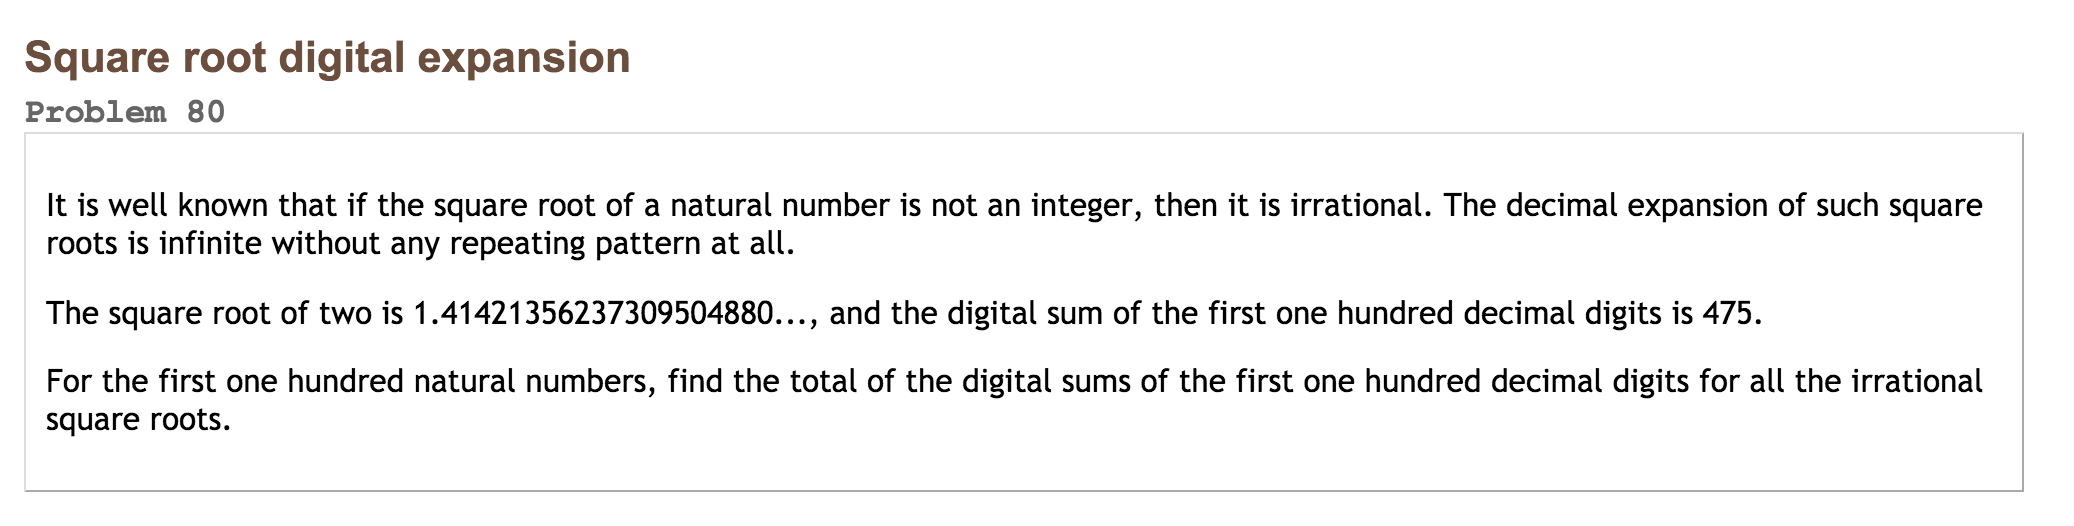 Square root digital expansion
Problem 80
It is well known that if the square root of a natural number is not an integer, then it is irrational. The decimal expansion of such square
roots is infinite without any repeating pattern at all.
The square root of two is 1.41421356237309504880..., and the digital sum of the first one hundred decimal digits is 475.
For the first one hundred natural numbers, find the total of the digital sums of the first one hundred decimal digits for all the irrational
square roots.